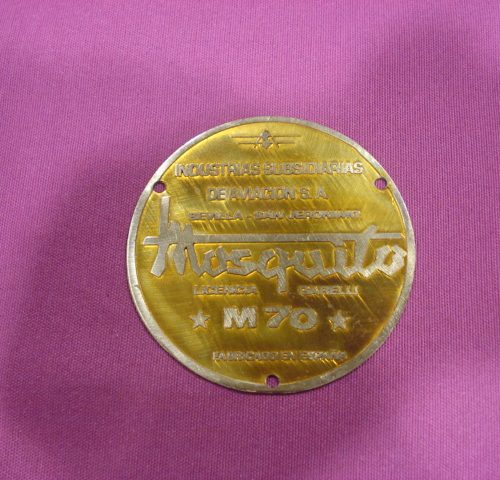 INDUSTRIAS SUBSIDIARIAS
DE AVIACION S. A.
SEVILLA - SAN JERONIMO
Mosquito
LICENCIA GARELLI
M 70
FABRICADO EN ESPAÑA